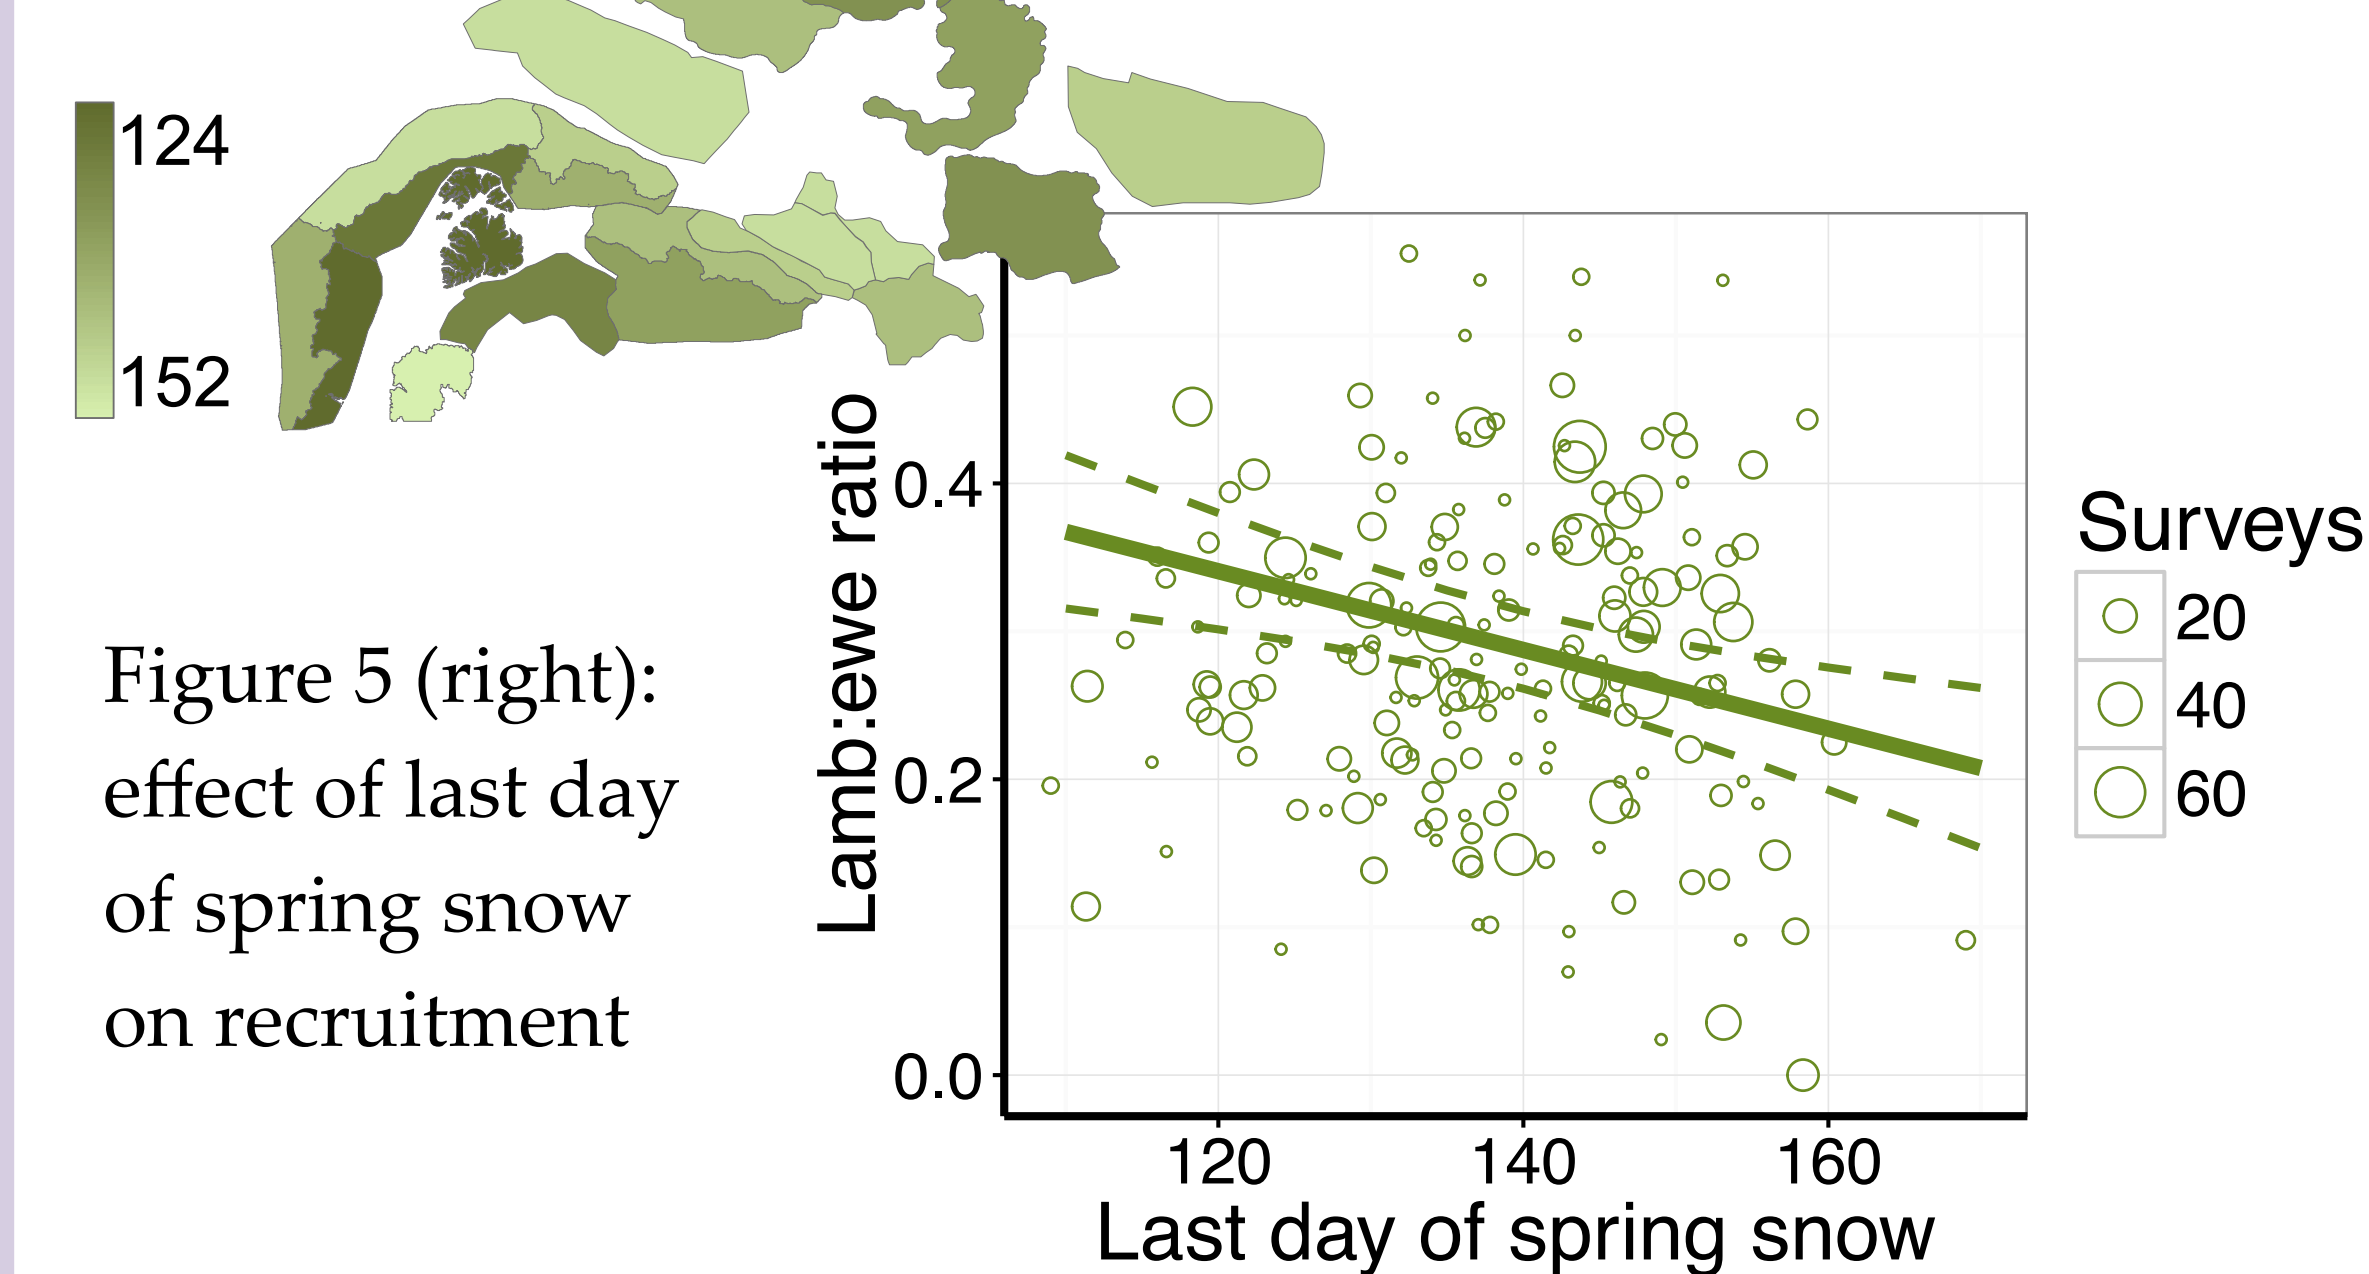 124
152
Figure 5 (right):
effect of last day
of spring snow
on recruitment
Lamb:ewe ratio
0.4
0.2
0.0
120 140 160
Last day of spring snow
Surveys
20
40
60